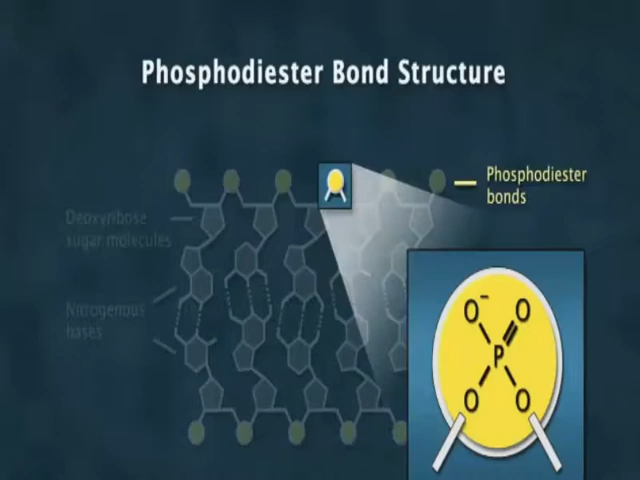 Phosphodiester Bond Structure
Phosphodiester
bonds
Deoxyribose
sugar molecules
Nitrogenous
bases
O⁻
O
P
O
O